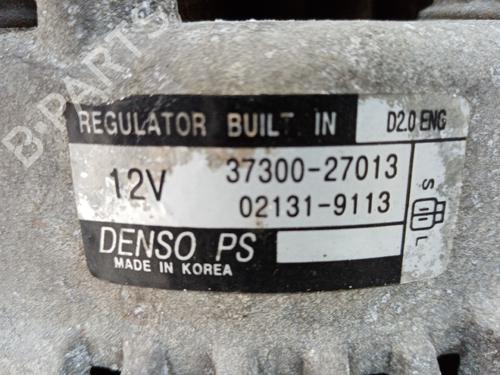 REGULATOR BUILT IN D2.0 ENG
12V 37300-27013
02131-9113
S
L
DENSO PS
MADE IN KOREA
B-PARTS